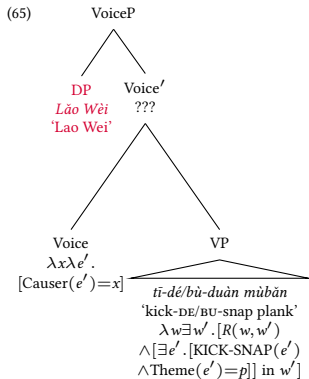 (65)
VoiceP
DP
Lǎo Wèi
‘Lao Wei’
Voice′
???
Voice
λxλe′ .
[Causer(e′)=x]
VP
tī-dé/bù-duàn mùbǎn
‘kick-DE/BU-snap plank’
λw∃w′ .[R(w,w′)
∧[∃e′ .[KICK-SNAP(e′)
∧Theme(e′)=p]] in w′]